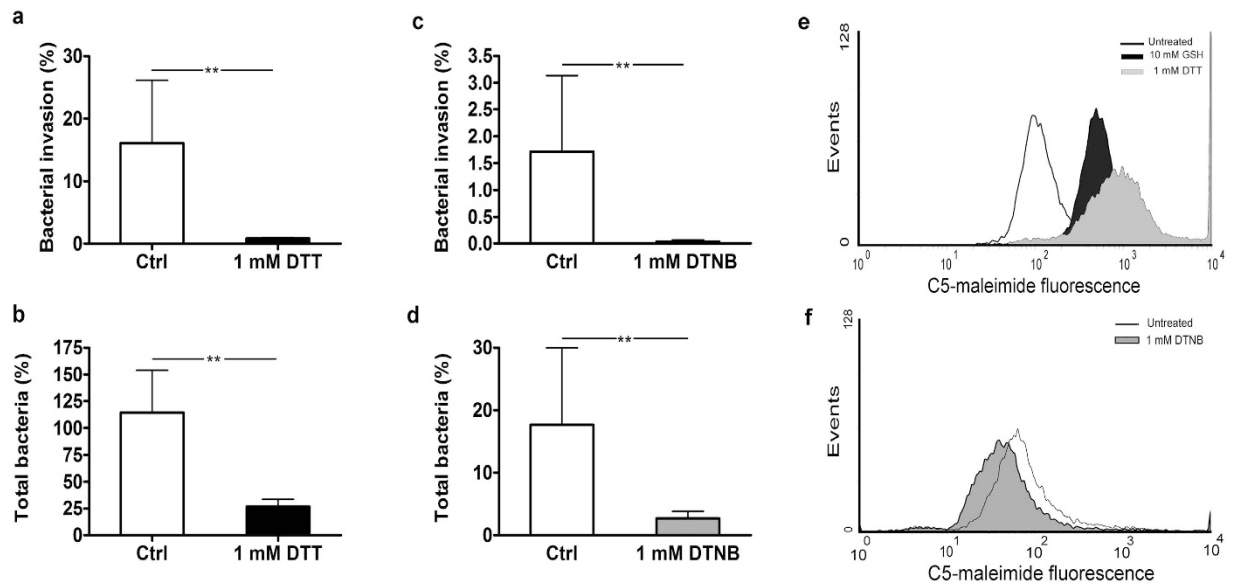 a
Bacterial invasion (%)
30
20
10
0
**
Ctrl
1 mM DTT
b
Total bacteria (%)
175
150
125
100
75
50
25
0
**
Ctrl
1 mM DTT
c
Bacterial invasion (%)
3.5
3.0
2.5
2.0
1.5
1.0
0.5
0.0
**
Ctrl
1 mM DTNB
d
Total bacteria (%)
30
20
10
0
**
Ctrl
1 mM DTNB
e
128
Events
0
Untreated
10 mM GSH
1 mM DTT
10^0 10^1 10^2 10^3 10^4
C5-maleimide fluorescence
f
128
Events
0
Untreated
1 mM DTNB
10^0 10^1 10^2 10^3 10^4
C5-maleimide fluorescence